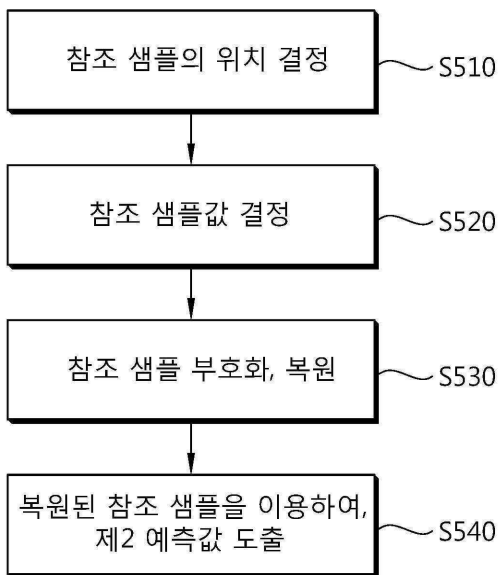 참조 샘플의 위치 결정
S510
참조 샘플값 결정
S520
참조 샘플 부호화, 복원
S530
복원된 참조 샘플을 이용하여,
제2 예측값 도출
S540